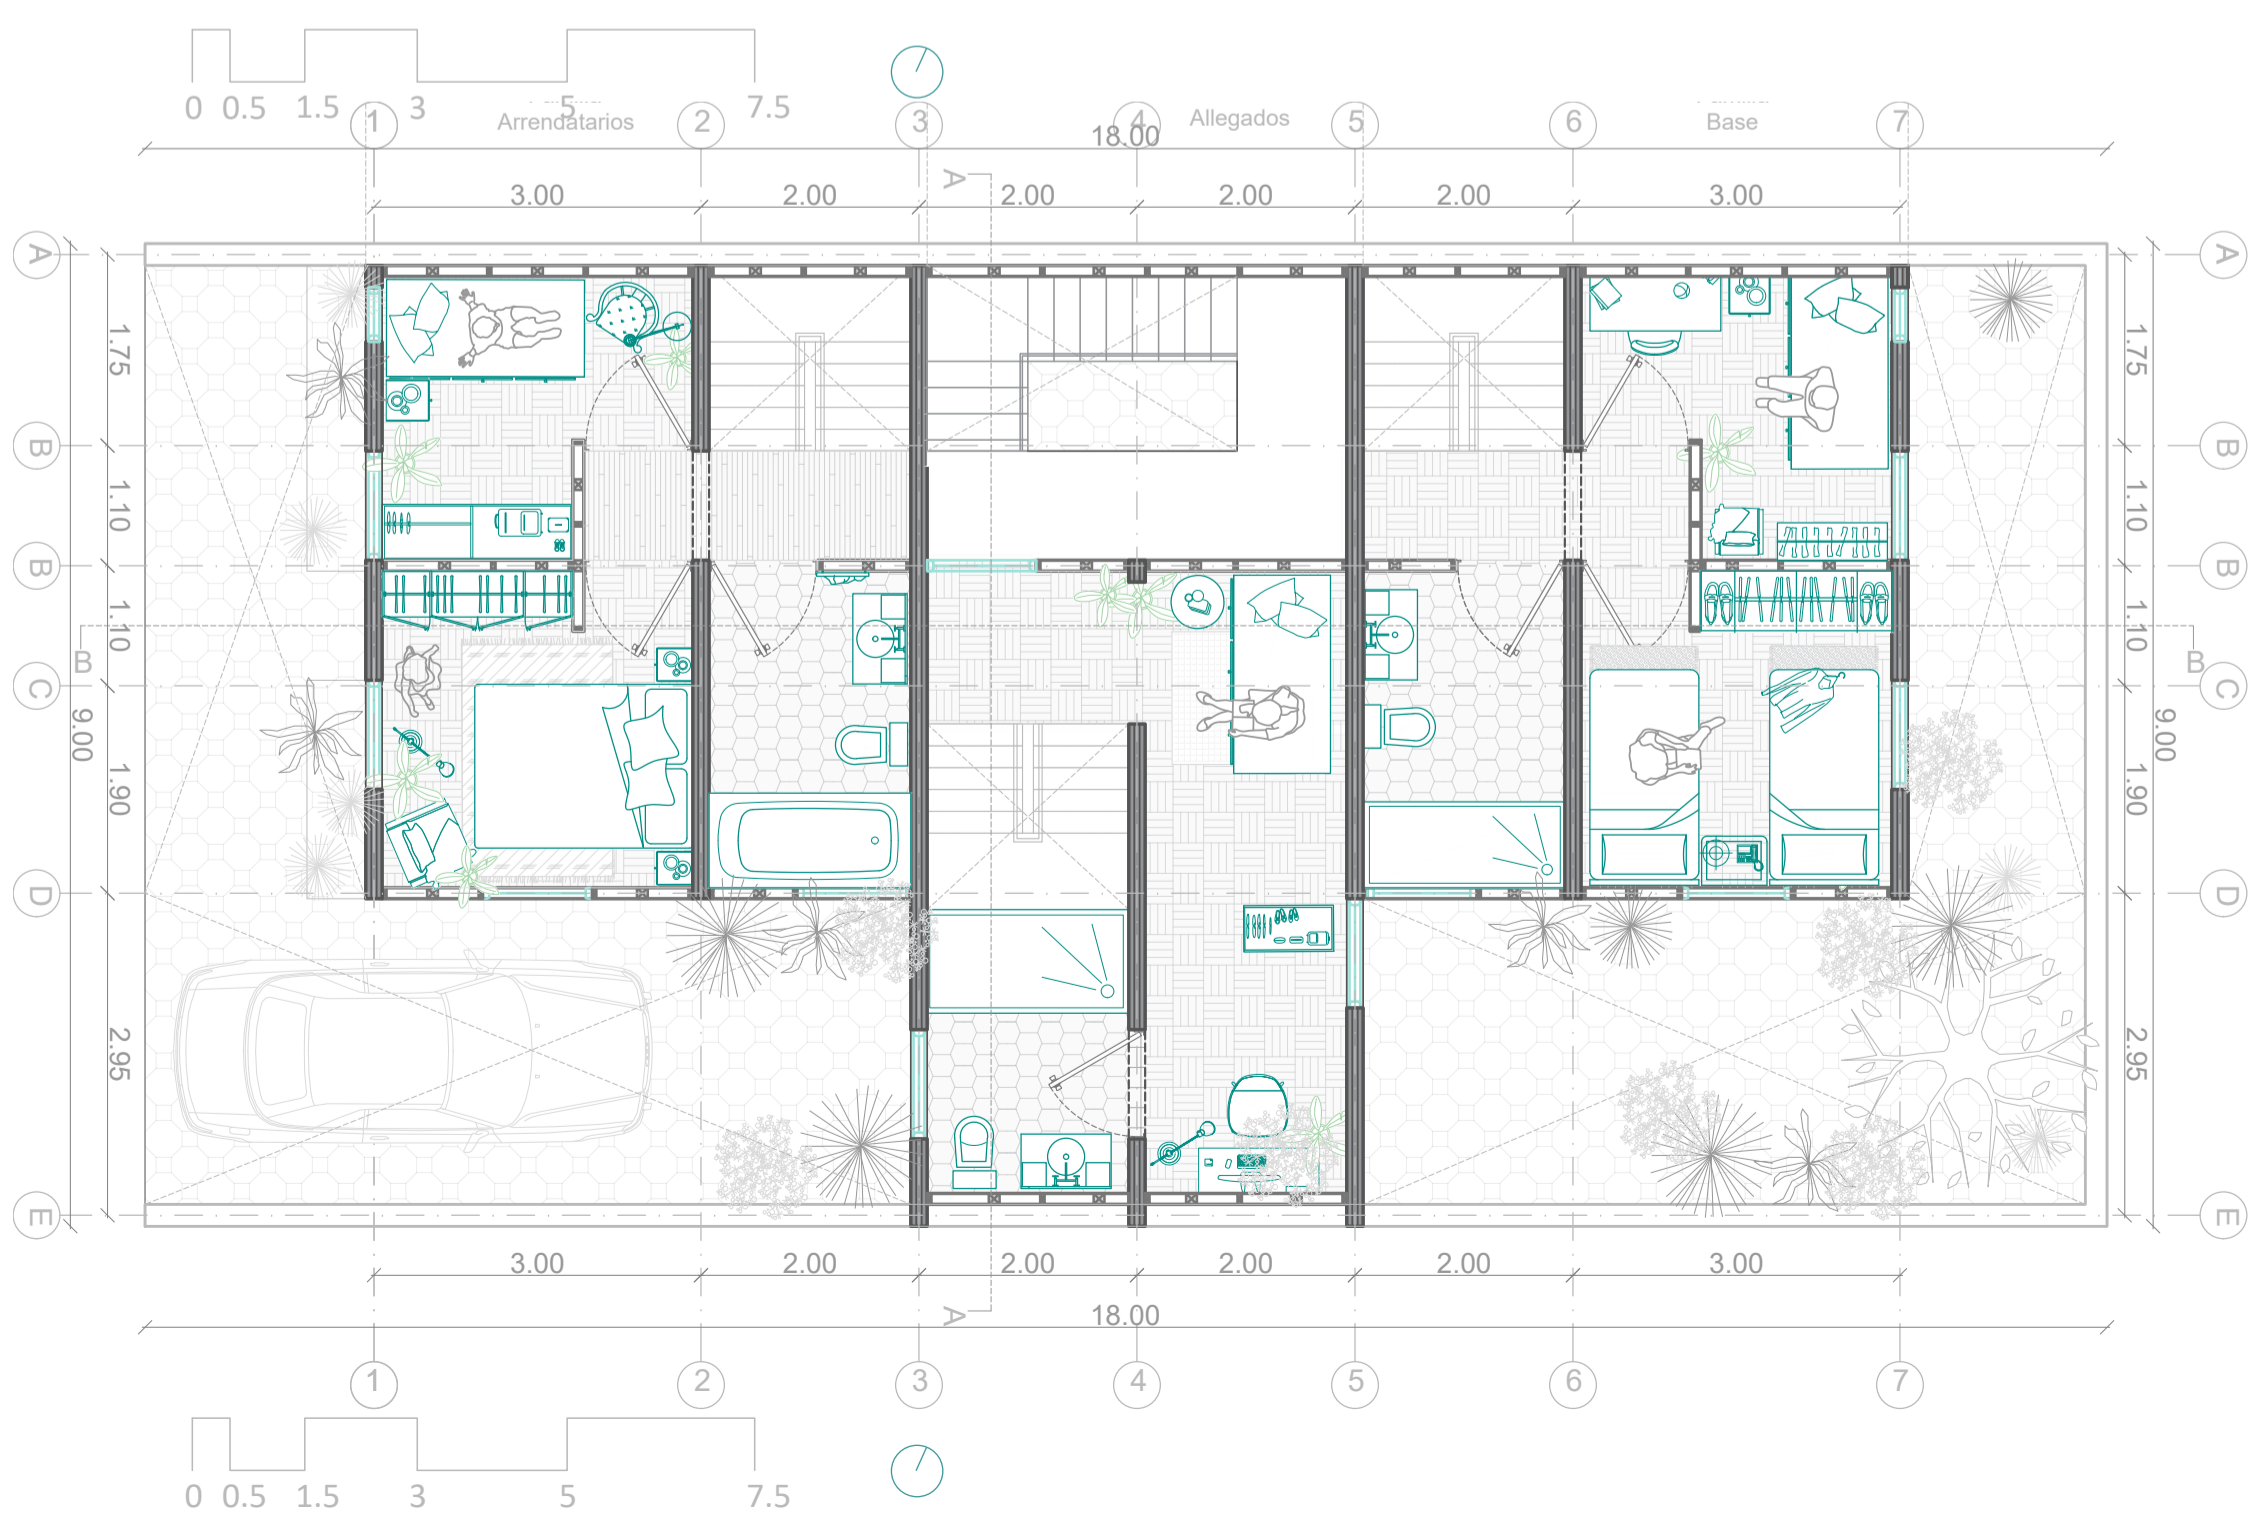 0 0.5 1.5 3 5 7.5
Arrendatarios Allegados Base
1 2 3 4 5 6 7
18.00
3.00 2.00 2.00 2.00 2.00 3.00
A
A A
1.75 1.75
B B
1.10 1.10
B B
1.10 1.10
B B
C C
9.00 9.00
1.90 1.90
D D
2.95 2.95
E E
3.00 2.00 2.00 2.00 2.00 3.00
A
18.00
1 2 3 4 5 6 7
0 0.5 1.5 3 5 7.5